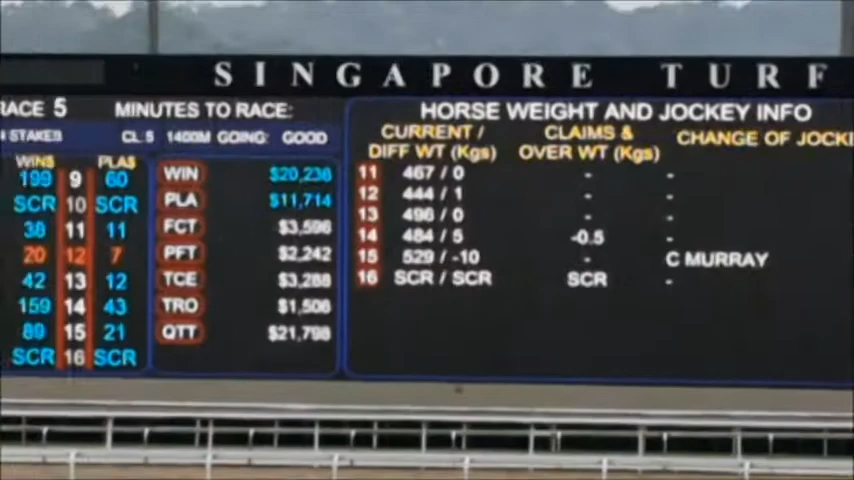 SINGAPORE TURF
RACE 5 MINUTES TO RACE:
STAKES CL 5 1400M GOING: GOOD
WINS PLAS
199 9 60
SCR 10 SCR
38 11 11
20 12 7
42 13 12
159 14 43
89 15 21
SCR 16 SCR
WIN $20,236
PLA $11,714
FCT $3,596
PFT $2,242
TCE $3,288
TRO $1,506
QTT $21,798
HORSE WEIGHT AND JOCKEY INFO
CURRENT / CLAIMS & CHANGE OF JOCK
DIFF WT (Kgs) OVER WT (Kgs)
11 467 / 0 - -
12 444 / 1 - -
13 496 / 0 - -
14 484 / 5 -0.5 -
15 529 / -10 - C MURRAY
16 SCR / SCR SCR -